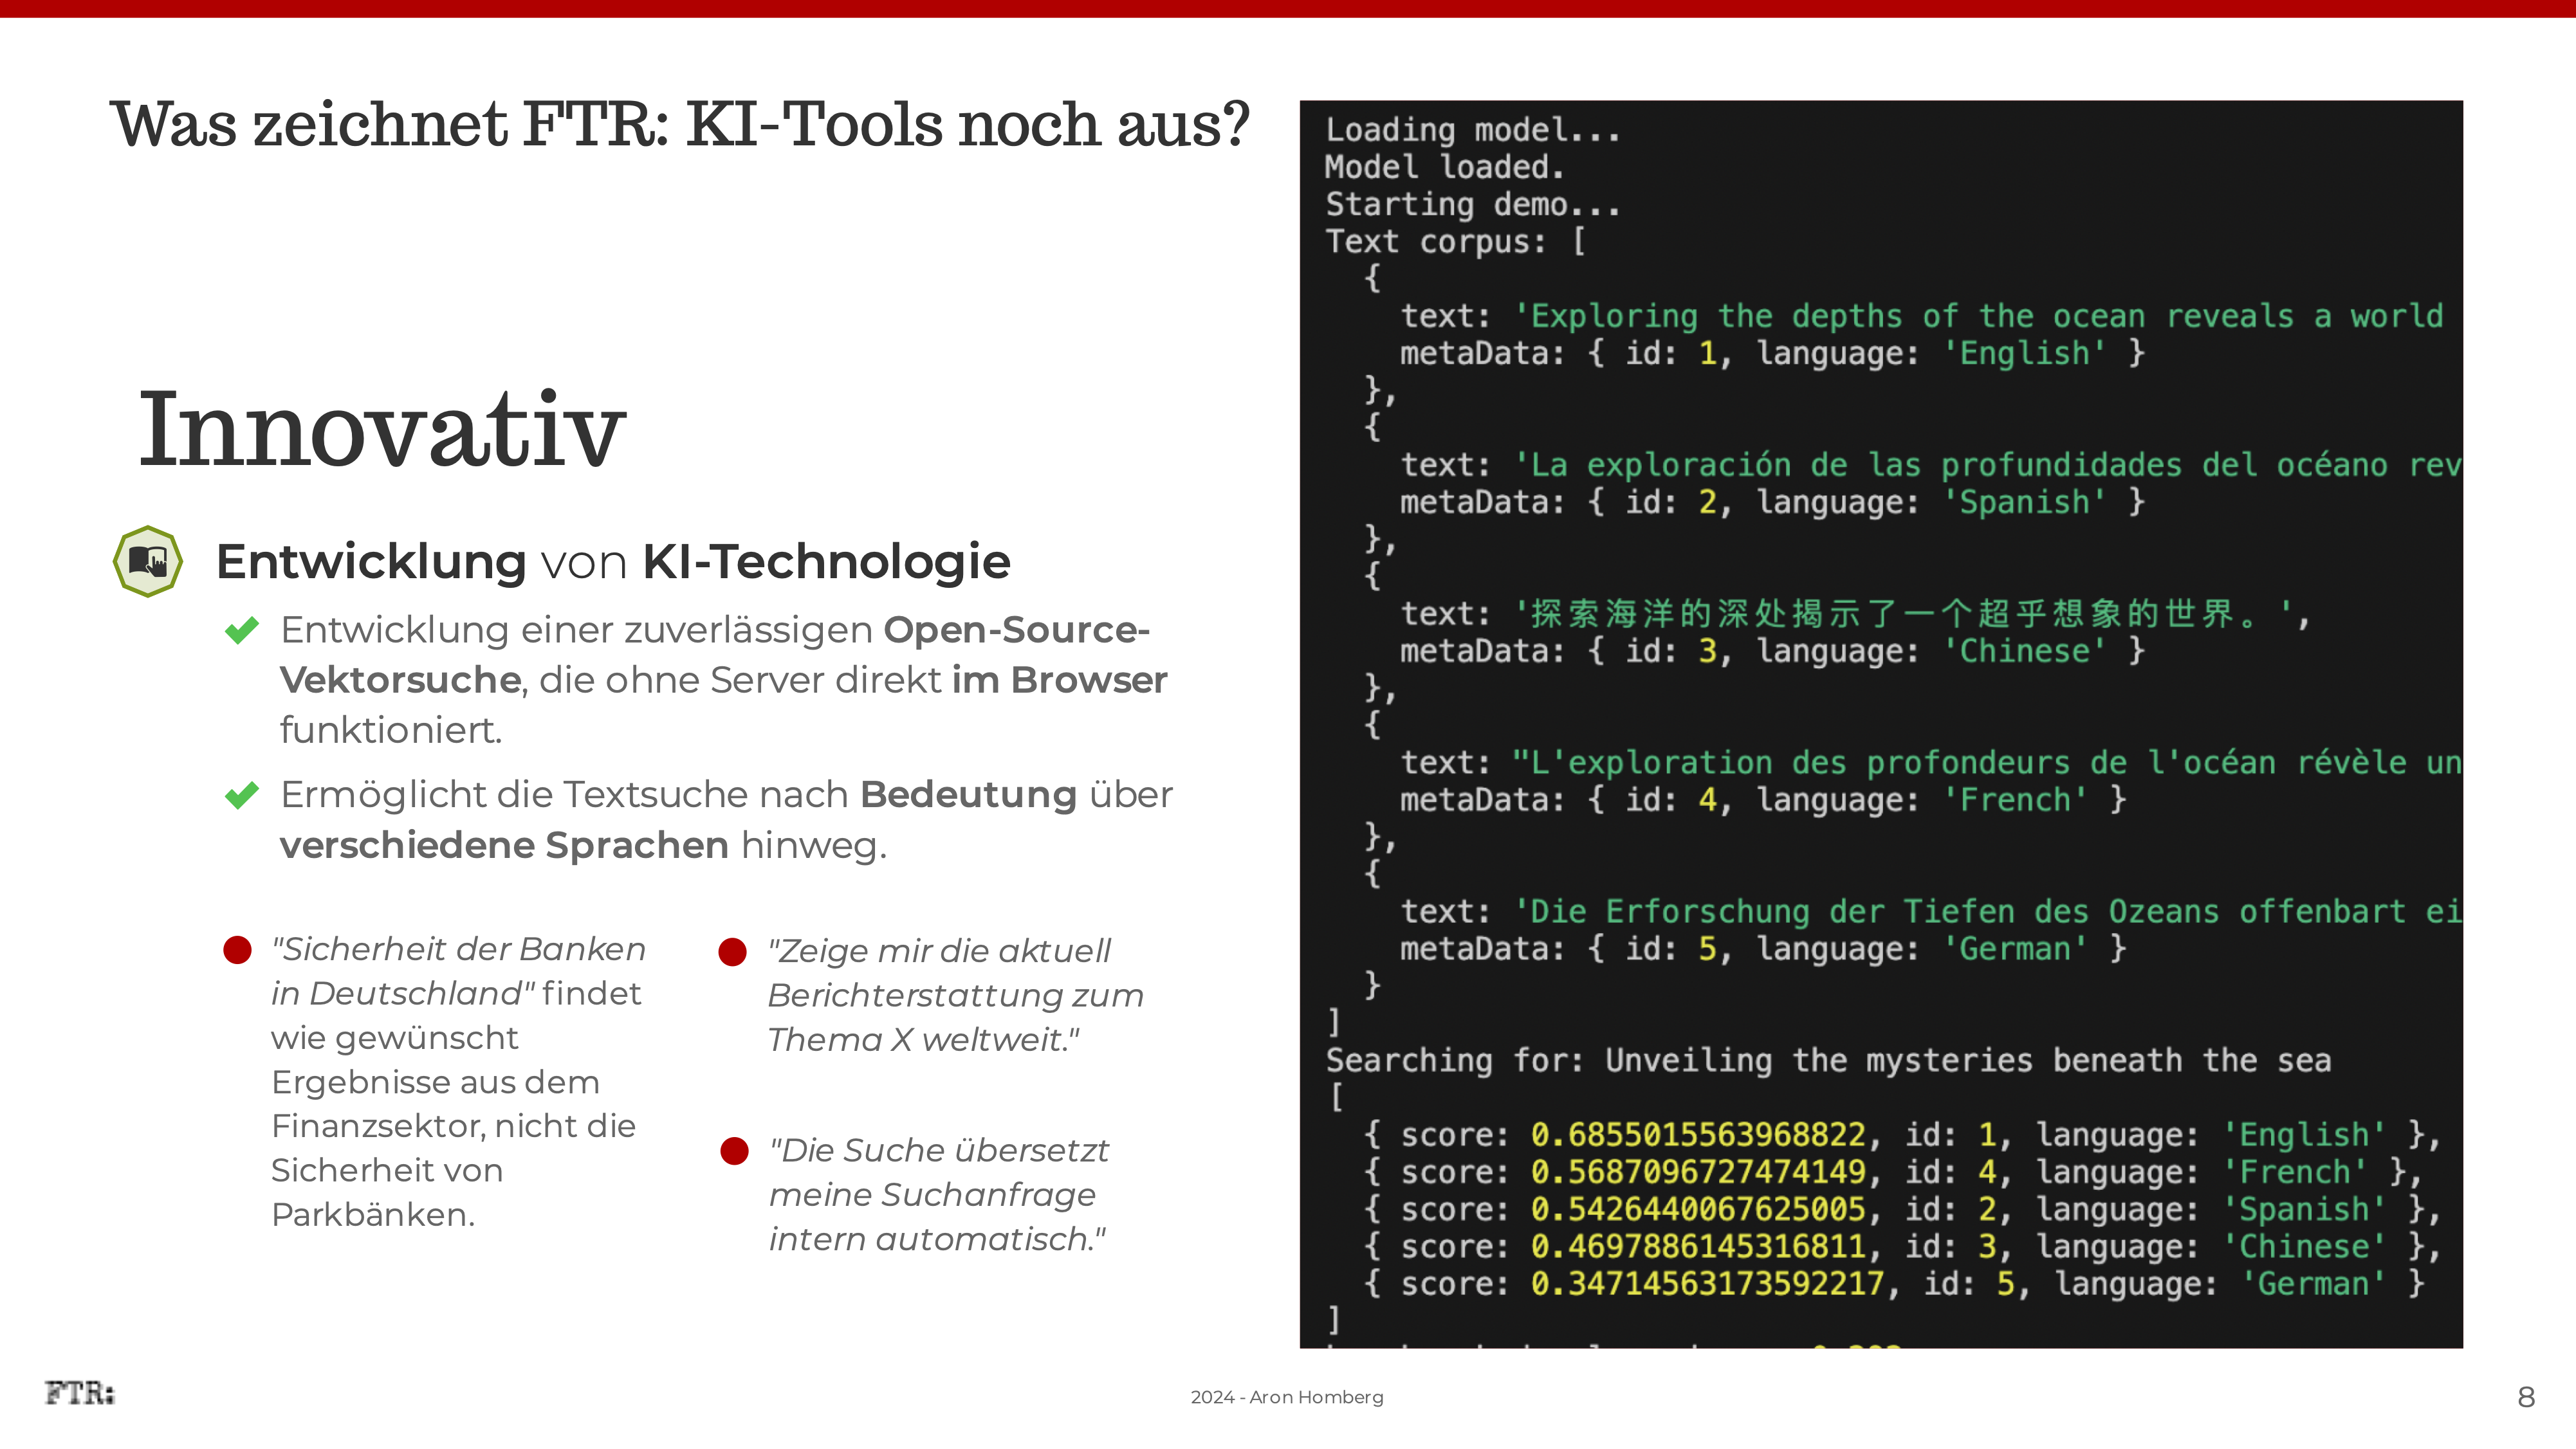 Was zeichnet FTR: KI-Tools noch aus?
Innovativ
Entwicklung von KI-Technologie
Entwicklung einer zuverlässigen Open-Source-
Vektorsuche, die ohne Server direkt im Browser
funktioniert.
Ermöglicht die Textsuche nach Bedeutung über
verschiedene Sprachen hinweg.
"Sicherheit der Banken
in Deutschland" findet
wie gewünscht
Ergebnisse aus dem
Finanzsektor, nicht die
Sicherheit von
Parkbänken.
"Zeige mir die aktuell
Berichterstattung zum
Thema X weltweit."
"Die Suche übersetzt
meine Suchanfrage
intern automatisch."
Loading model...
Model loaded.
Starting demo...
Text corpus: [
{
text: 'Exploring the depths of the ocean reveals a world
metaData: { id: 1, language: 'English' }
},
{
text: 'La exploración de las profundidades del océano rev
metaData: { id: 2, language: 'Spanish' }
},
{
text: '探索海洋的深处揭示了一个超乎想象的世界。',
metaData: { id: 3, language: 'Chinese' }
},
{
text: "L'exploration des profondeurs de l'océan révèle un
metaData: { id: 4, language: 'French' }
},
{
text: 'Die Erforschung der Tiefen des Ozeans offenbart ei
metaData: { id: 5, language: 'German' }
}
]
Searching for: Unveiling the mysteries beneath the sea
[
{ score: 0.6855015563968822, id: 1, language: 'English' },
{ score: 0.5687096727474149, id: 4, language: 'French' },
{ score: 0.5426440067625005, id: 2, language: 'Spanish' },
{ score: 0.4697886145316811, id: 3, language: 'Chinese' },
{ score: 0.34714563173592217, id: 5, language: 'German' }
]
FTR:
2024 - Aron Homberg
8